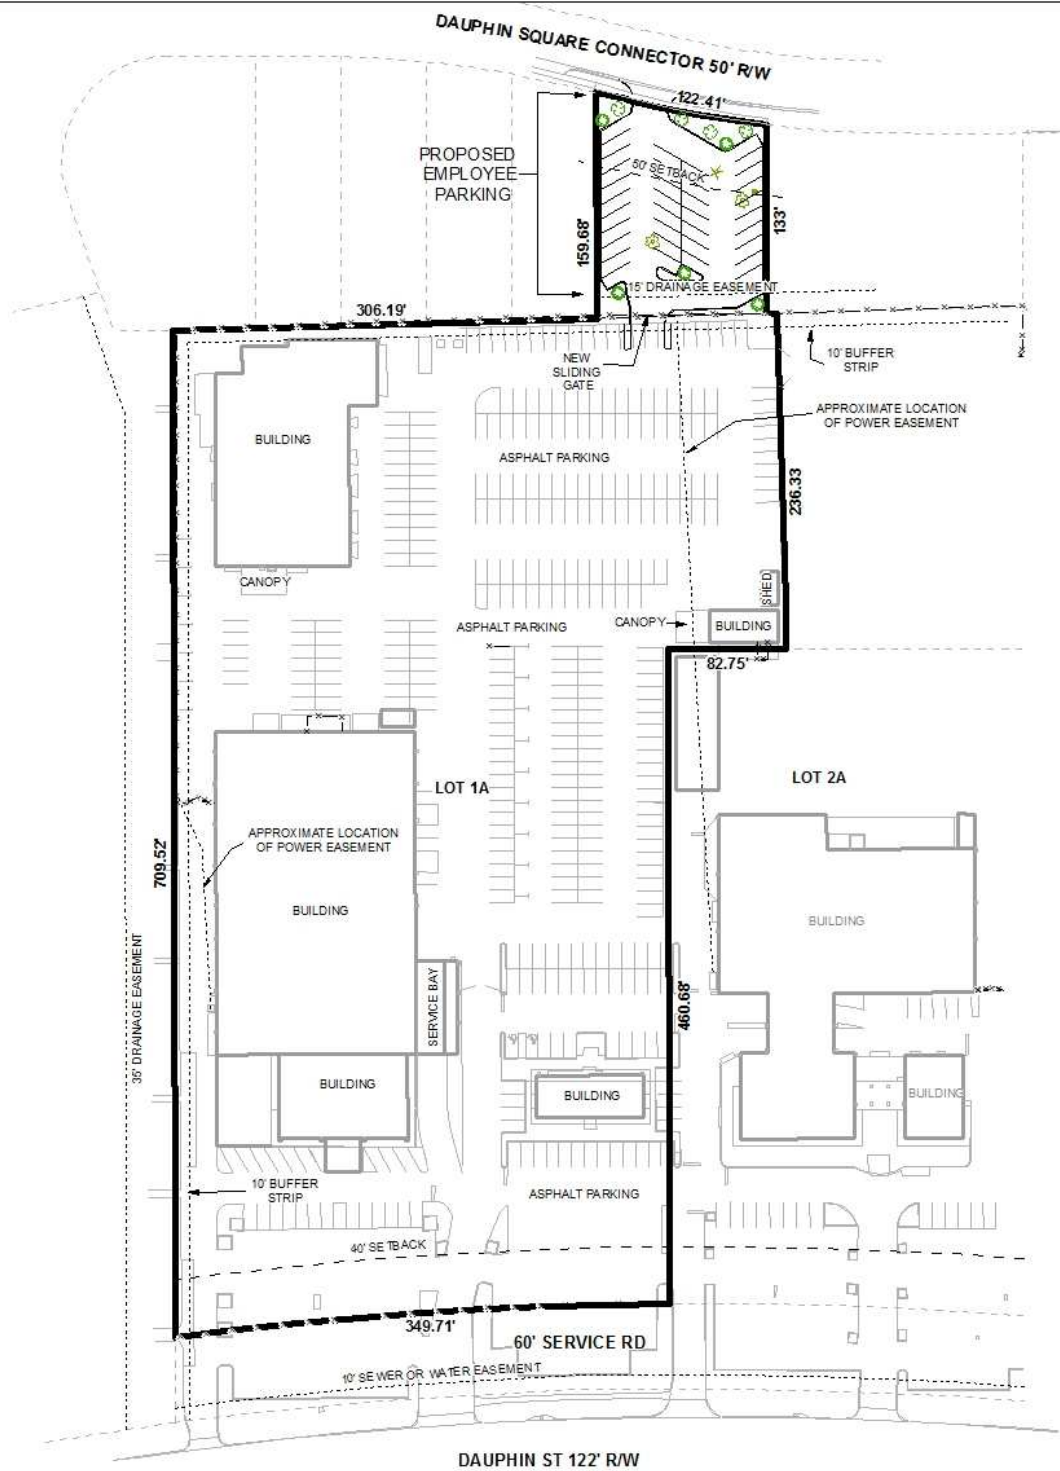 DAUPHIN SQUARE CONNECTOR 50' R/W
122.41'
PROPOSED
EMPLOYEE
PARKING
50' SETBACK
159.68'
133'
15' DRAINAGE EASEMENT
306.19'
NEW
SLIDING
GATE
10' BUFFER
STRIP
APPROXIMATE LOCATION
OF POWER EASEMENT
BUILDING
ASPHALT PARKING
236.33
CANOPY
SHED
CANOPY
BUILDING
ASPHALT PARKING
82.75'
LOT 1A
LOT 2A
APPROXIMATE LOCATION
OF POWER EASEMENT
709.52'
BUILDING
BUILDING
35' DRAINAGE EASEMENT
SERVICE BAY
460.68'
BUILDING
BUILDING
BUILDING
10' BUFFER
STRIP
ASPHALT PARKING
40' SETBACK
349.71'
60' SERVICE RD
10' SEWER OR WATER EASEMENT
DAUPHIN ST 122' R/W